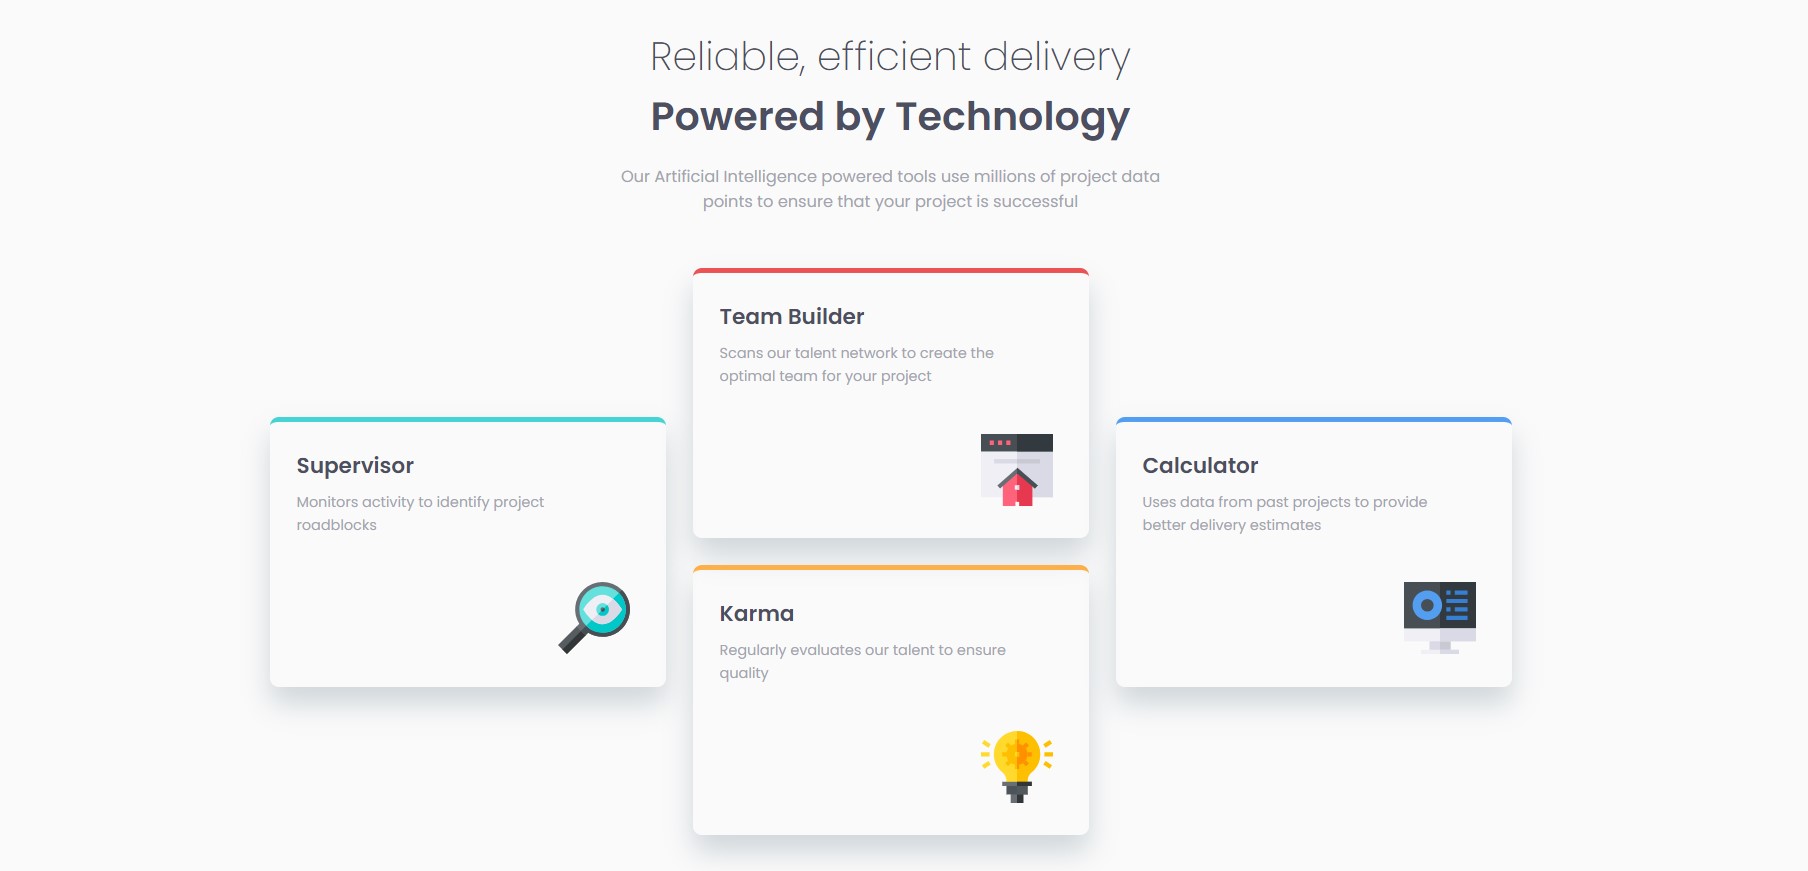 Reliable, efficient delivery
Powered by Technology
Our Artificial Intelligence powered tools use millions of project data
points to ensure that your project is successful
Team Builder
Scans our talent network to create the
optimal team for your project
Supervisor
Monitors activity to identify project
roadblocks
Calculator
Uses data from past projects to provide
better delivery estimates
Karma
Regularly evaluates our talent to ensure
quality